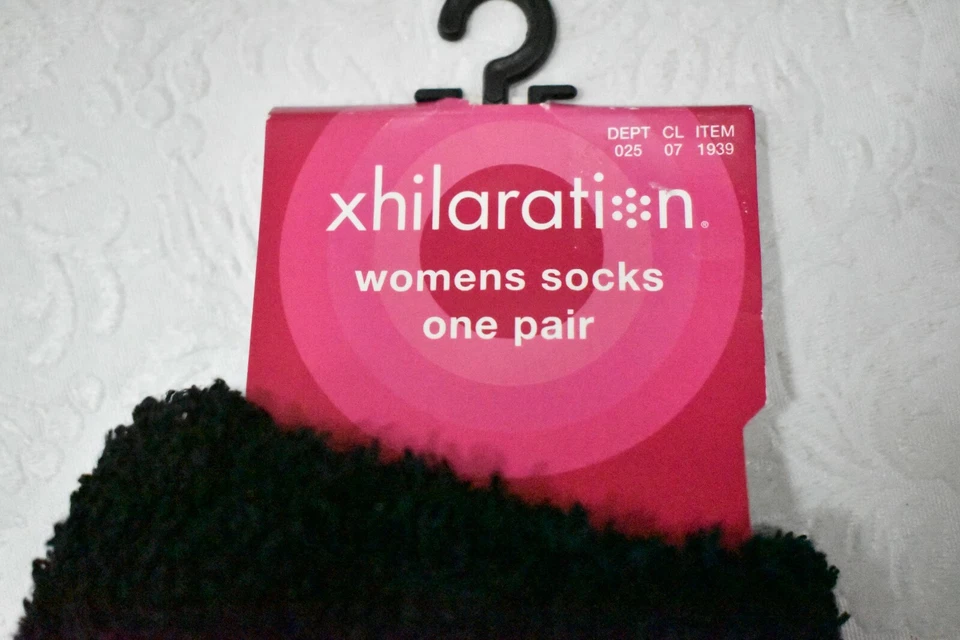 DEPT CL ITEM
025 07 1939
xhilaration®
womens socks
one pair